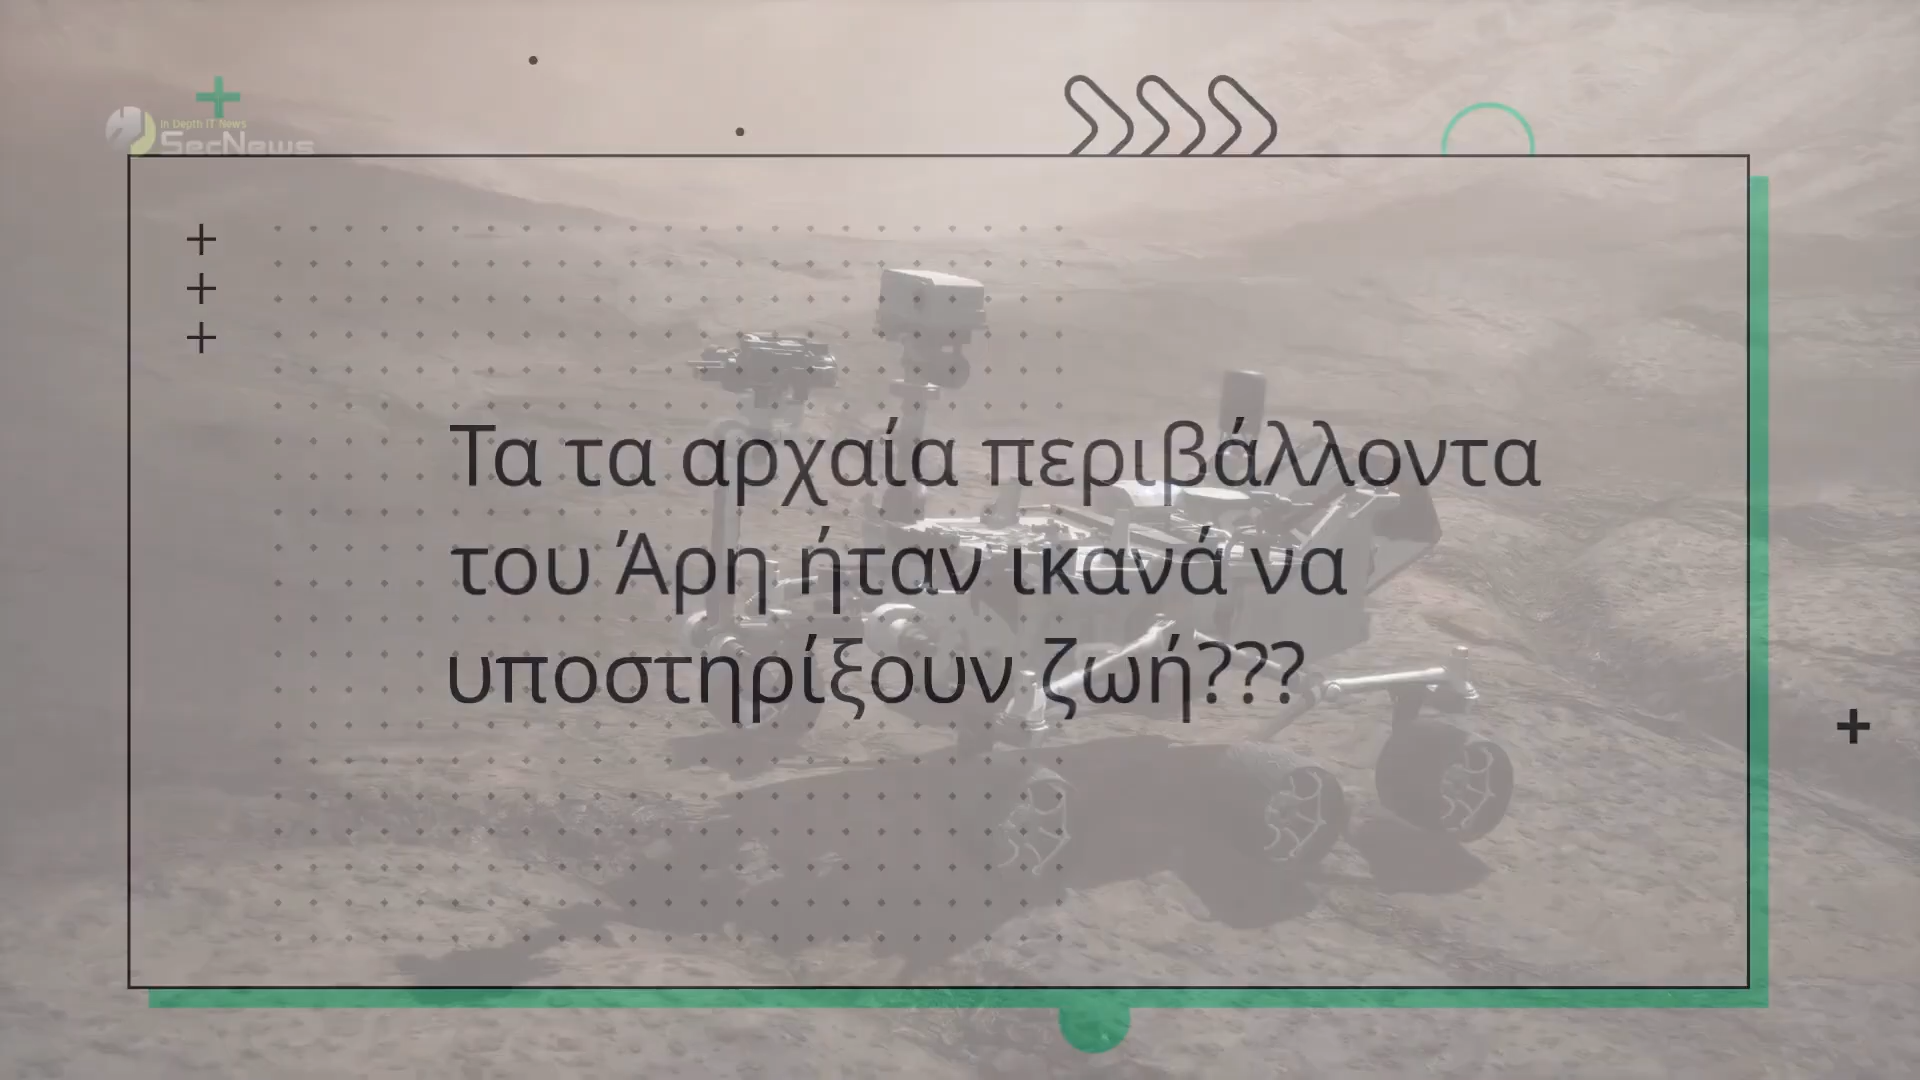 In Depth IT News
SecNews
Τα τα αρχαία περιβάλλοντα
του Άρη ήταν ικανά να
υποστηρίξουν ζωή???